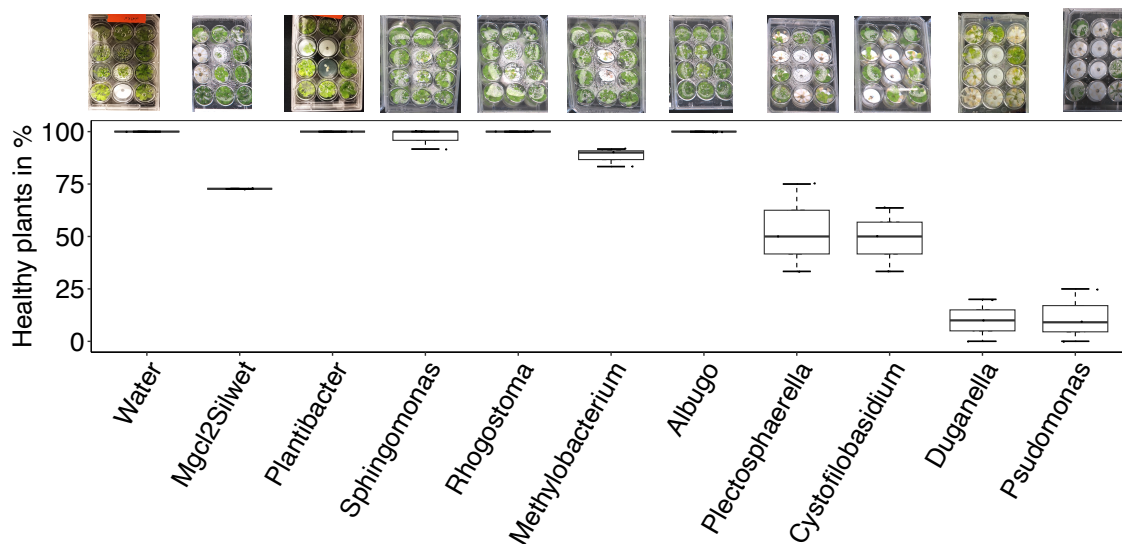 Healthy plants in %
100
75
50
25
0
Water
Mgcl2Silwet
Plantibacter
Sphingomonas
Rhogostoma
Methylobacterium
Albugo
Plectosphaerella
Cystofilobasidium
Duganella
Psudomonas